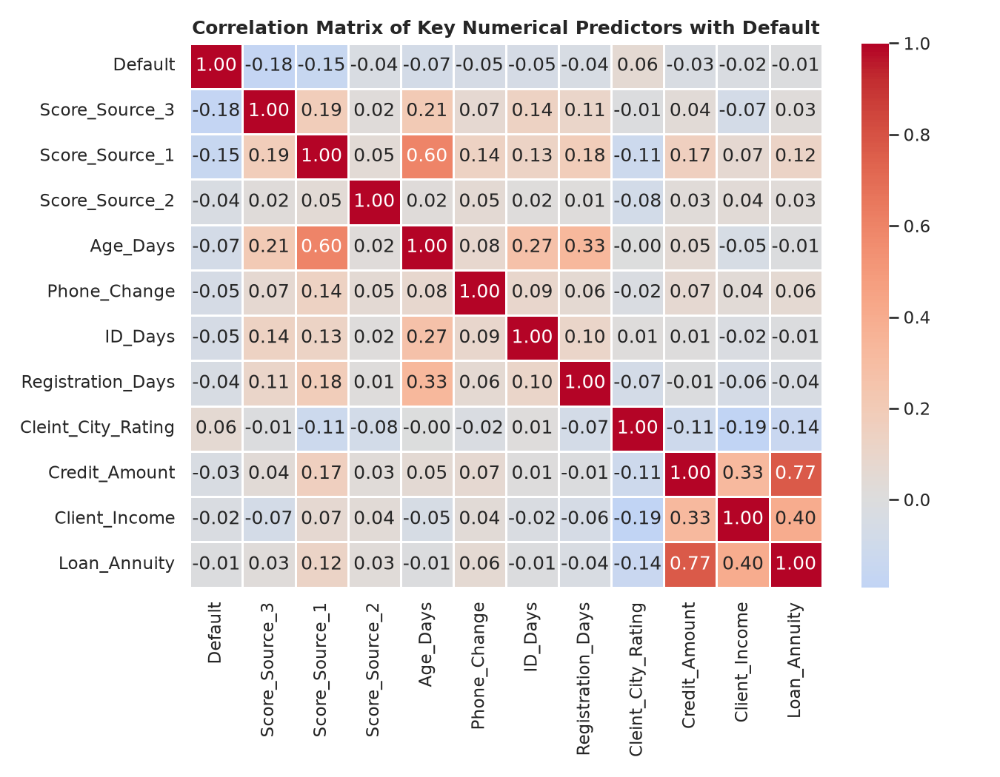 Correlation Matrix of Key Numerical Predictors with Default
Default 1.00 -0.18 -0.15 -0.04 -0.07 -0.05 -0.05 -0.04 0.06 -0.03 -0.02 -0.01
Score_Source_3 -0.18 1.00 0.19 0.02 0.21 0.07 0.14 0.11 -0.01 0.04 -0.07 0.03
Score_Source_1 -0.15 0.19 1.00 0.05 0.60 0.14 0.13 0.18 -0.11 0.17 0.07 0.12
Score_Source_2 -0.04 0.02 0.05 1.00 0.02 0.05 0.02 0.01 -0.08 0.03 0.04 0.03
Age_Days -0.07 0.21 0.60 0.02 1.00 0.08 0.27 0.33 -0.00 0.05 -0.05 -0.01
Phone_Change -0.05 0.07 0.14 0.05 0.08 1.00 0.09 0.06 -0.02 0.07 0.04 0.06
ID_Days -0.05 0.14 0.13 0.02 0.27 0.09 1.00 0.10 0.01 0.01 -0.02 -0.01
Registration_Days -0.04 0.11 0.18 0.01 0.33 0.06 0.10 1.00 -0.07 -0.01 -0.06 -0.04
Cleint_City_Rating 0.06 -0.01 -0.11 -0.08 -0.00 -0.02 0.01 -0.07 1.00 -0.11 -0.19 -0.14
Credit_Amount -0.03 0.04 0.17 0.03 0.05 0.07 0.01 -0.01 -0.11 1.00 0.33 0.77
Client_Income -0.02 -0.07 0.07 0.04 -0.05 0.04 -0.02 -0.06 -0.19 0.33 1.00 0.40
Loan_Annuity -0.01 0.03 0.12 0.03 -0.01 0.06 -0.01 -0.04 -0.14 0.77 0.40 1.00
Default
Score_Source_3
Score_Source_1
Score_Source_2
Age_Days
Phone_Change
ID_Days
Registration_Days
Cleint_City_Rating
Credit_Amount
Client_Income
Loan_Annuity
1.0
0.8
0.6
0.4
0.2
0.0